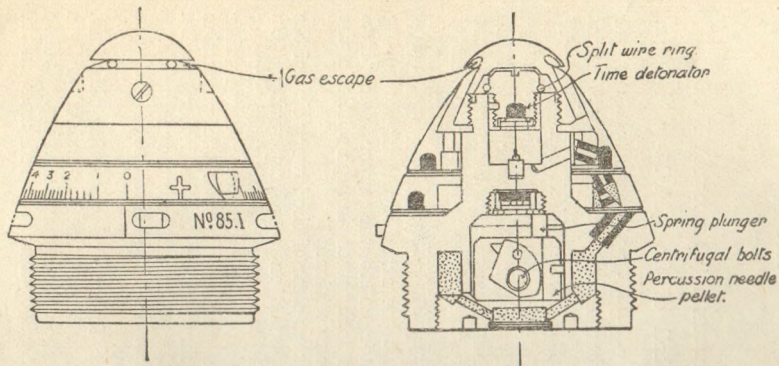 Gas escape
4 3 2 1 0
Nº 85.I
Split wire ring.
Time detonator
Spring plunger
Centrifugal bolts
Percussion needle
pellet.